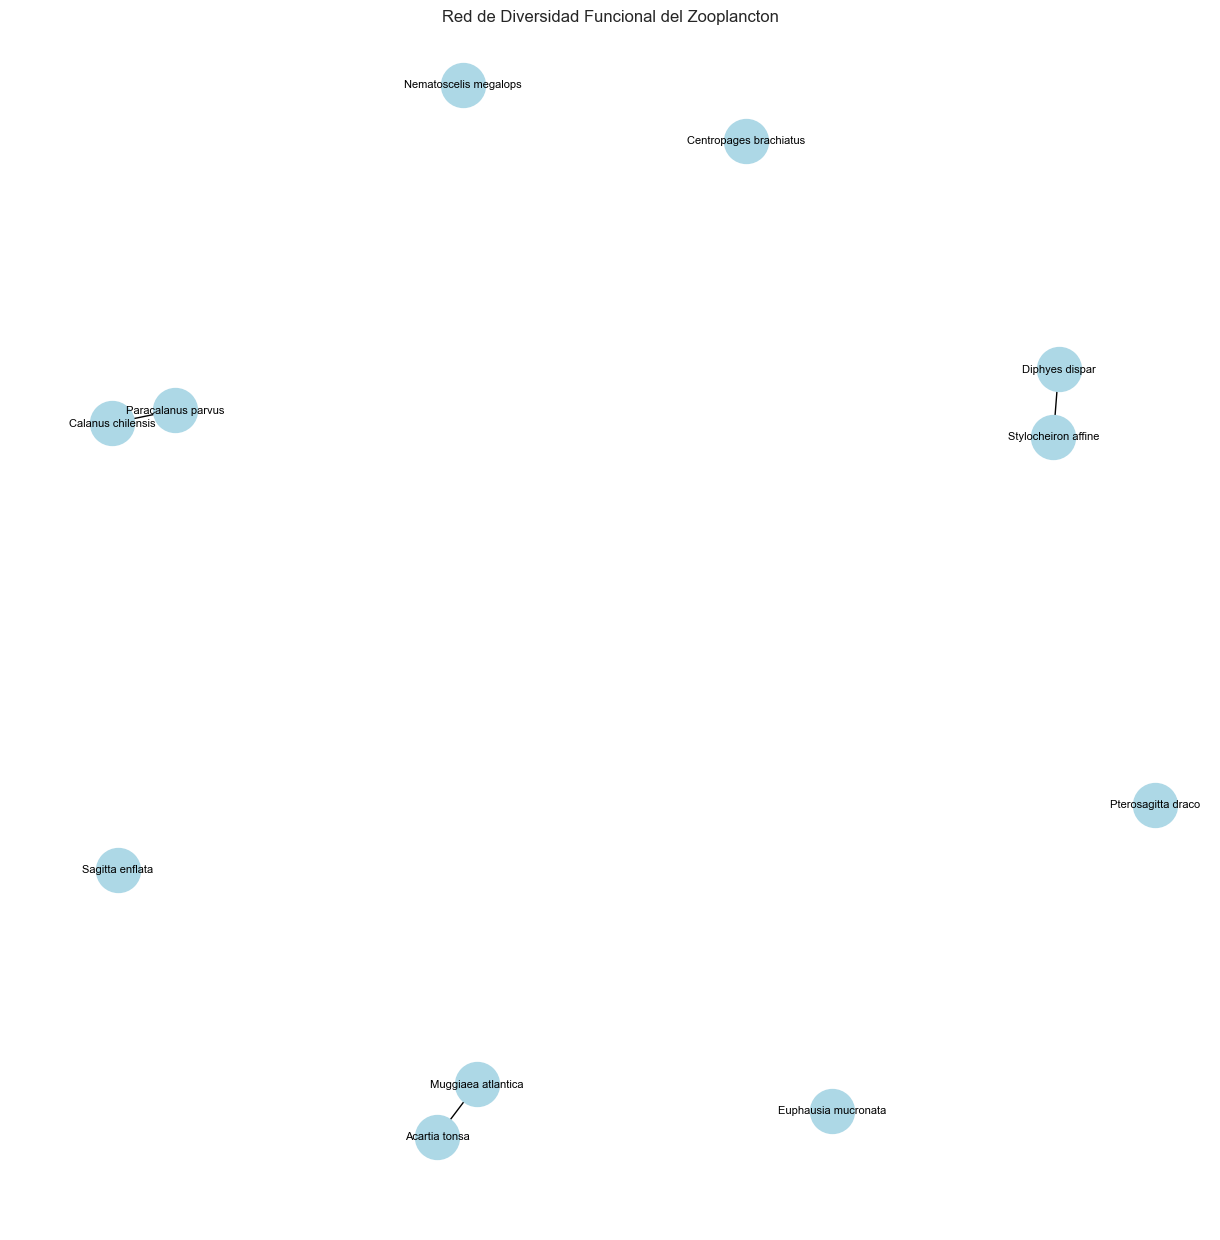 Red de Diversidad Funcional del Zooplancton
Nematoscelis megalops
Centropages brachiatus
Diphyes dispar
Paracalanus parvus
Calanus chilensis
Stylocheiron affine
Pterosagitta draco
Sagitta enflata
Muggiaea atlantica
Euphausia mucronata
Acartia tonsa